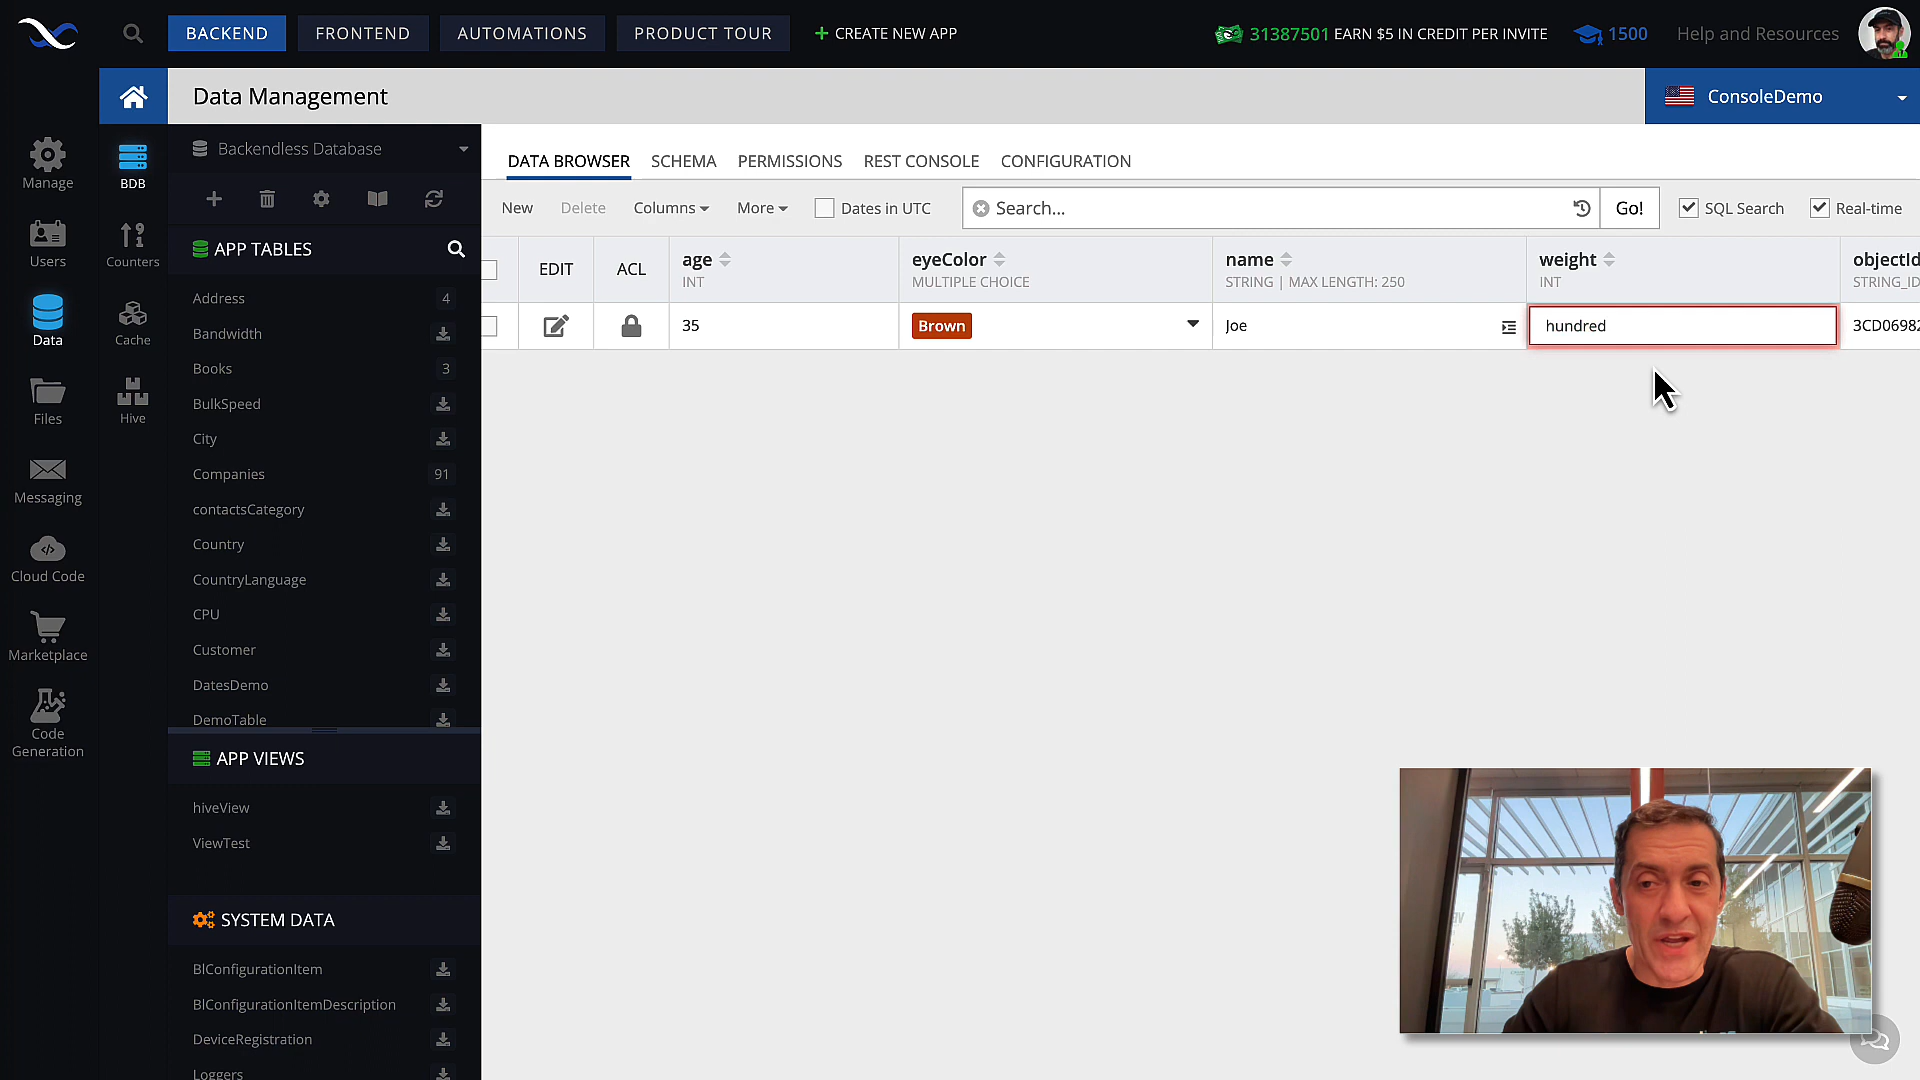 BACKEND
FRONTEND
AUTOMATIONS
PRODUCT TOUR
+ CREATE NEW APP
31387501 EARN $5 IN CREDIT PER INVITE
1500
Help and Resources
Data Management
ConsoleDemo
Manage
Users
Data
Files
Messaging
Cloud Code
Marketplace
Code
Generation
BDB
Counters
Cache
Hive
Backendless Database
APP TABLES
Address 4
Bandwidth
Books 3
BulkSpeed
City
Companies 91
contactsCategory
Country
CountryLanguage
CPU
Customer
DatesDemo
DemoTable
APP VIEWS
hiveView
ViewTest
SYSTEM DATA
BlConfigurationItem
BlConfigurationItemDescription
DeviceRegistration
Loggers
DATA BROWSER
SCHEMA
PERMISSIONS
REST CONSOLE
CONFIGURATION
New
Delete
Columns
More
Dates in UTC
Search...
Go!
SQL Search
Real-time
EDIT
ACL
age
INT
eyeColor
MULTIPLE CHOICE
name
STRING | MAX LENGTH: 250
weight
INT
objectId
STRING_ID
35
Brown
Joe
hundred
3CD0698